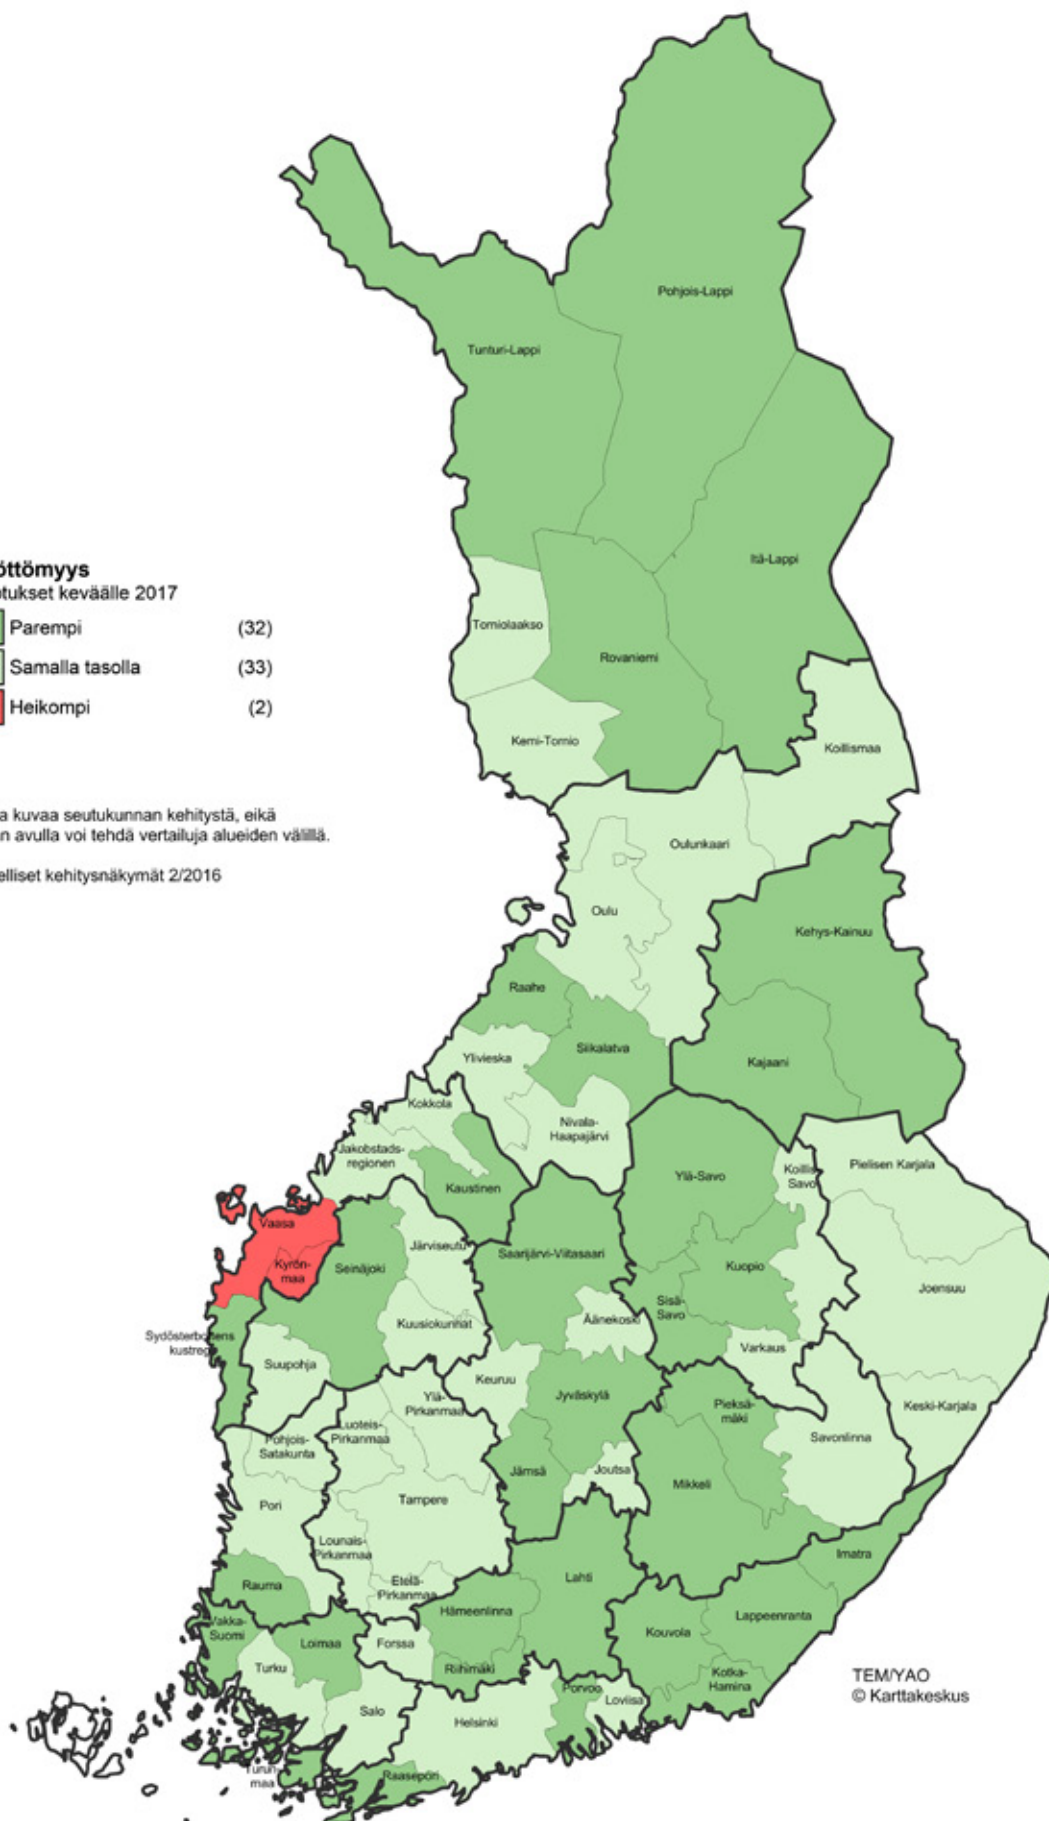 Pohjois-Lappi
Tunturi-Lappi
Itä-Lappi
öttömyys
otukset keväälle 2017
Parempi (32)
Samalla tasolla (33)
Heikompi (2)
Torniolaakso
Rovaniemi
Kemi-Tornio
Koillismaa
a kuvaa seutukunnan kehitystä, eikä
n avulla voi tehdä vertailuja alueiden välillä.
elliset kehitysnäkymät 2/2016
Oulunkaari
Oulu
Kehys-Kainuu
Raahe
Siikalatva
Ylivieska
Kajaani
Kokkola
Nivala-
Haapajärvi
Jakobstads-
regionen
Kaustinen
Ylä-Savo
Koillis-
Savo
Pielisen Karjala
Vaasa
Kyrön-
maa
Seinäjoki
Järviseutu
Saarijärvi-Viitasaari
Kuopio
Joensuu
Sisä-
Savo
Äänekoski
Kuusiokunnat
Sydösterbottens
kustreg
Suupohja
Varkaus
Keuruu
Jyväskylä
Ylä-
Pirkanmaa
Pieksä-
mäki
Keski-Karjala
Luoteis-
Pirkanmaa
Pohjois-
Satakunta
Savonlinna
Jämsä
Joutsa
Mikkeli
Pori
Tampere
Lounais-
Pirkanmaa
Imatra
Etelä-
Pirkanmaa
Lahti
Rauma
Hämeenlinna
Lappeenranta
Vakka-
Suomi
Loimaa
Forssa
Kouvola
Turku
Riihimäki
Kotka-
Hamina
TEM/YAO
© Karttakeskus
Salo
Helsinki
Porvoo
Loviisa
Turun-
maa
Raasepori